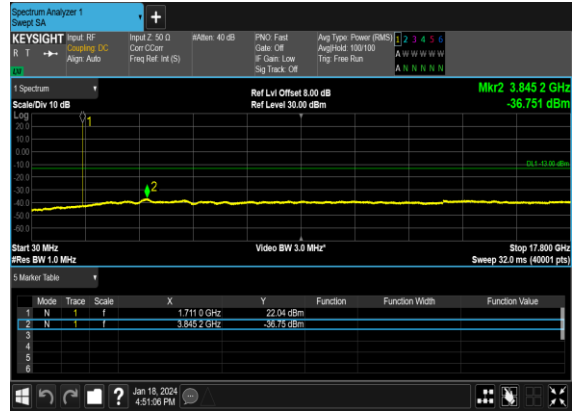 Spectrum Analyzer 1
Swept SA
+
KEYSIGHT Input: RF Input Z: 50 Ω #Atten: 40 dB PNO: Fast Avg Type: Power (RMS) 1 2 3 4 5 6
R T Coupling: DC Corr CCorr Gate: Off Avg|Hold: 100/100 A W W W W W
Align: Auto Freq Ref: Int (S) IF Gain: Low Trig: Free Run
Sig Track: Off A N N N N N
1 Spectrum Ref Lvl Offset 8.00 dB Mkr2 3.845 2 GHz
Scale/Div 10 dB Ref Level 30.00 dBm -36.751 dBm
Log
1
20.0
10.0
0.00
-10.0 DL1 -13.00 dBm
-20.0
-30.0 2
-40.0
-50.0
-60.0
Start 30 MHz Video BW 3.0 MHz* Stop 17.800 GHz
#Res BW 1.0 MHz Sweep 32.0 ms (40001 pts)
5 Marker Table
Mode Trace Scale X Y Function Function Width Function Value
1 N 1 f 1.711 0 GHz 22.04 dBm
2 N 1 f 3.845 2 GHz -36.75 dBm
3
4
5
6
? Jan 18, 2024
4:51:06 PM